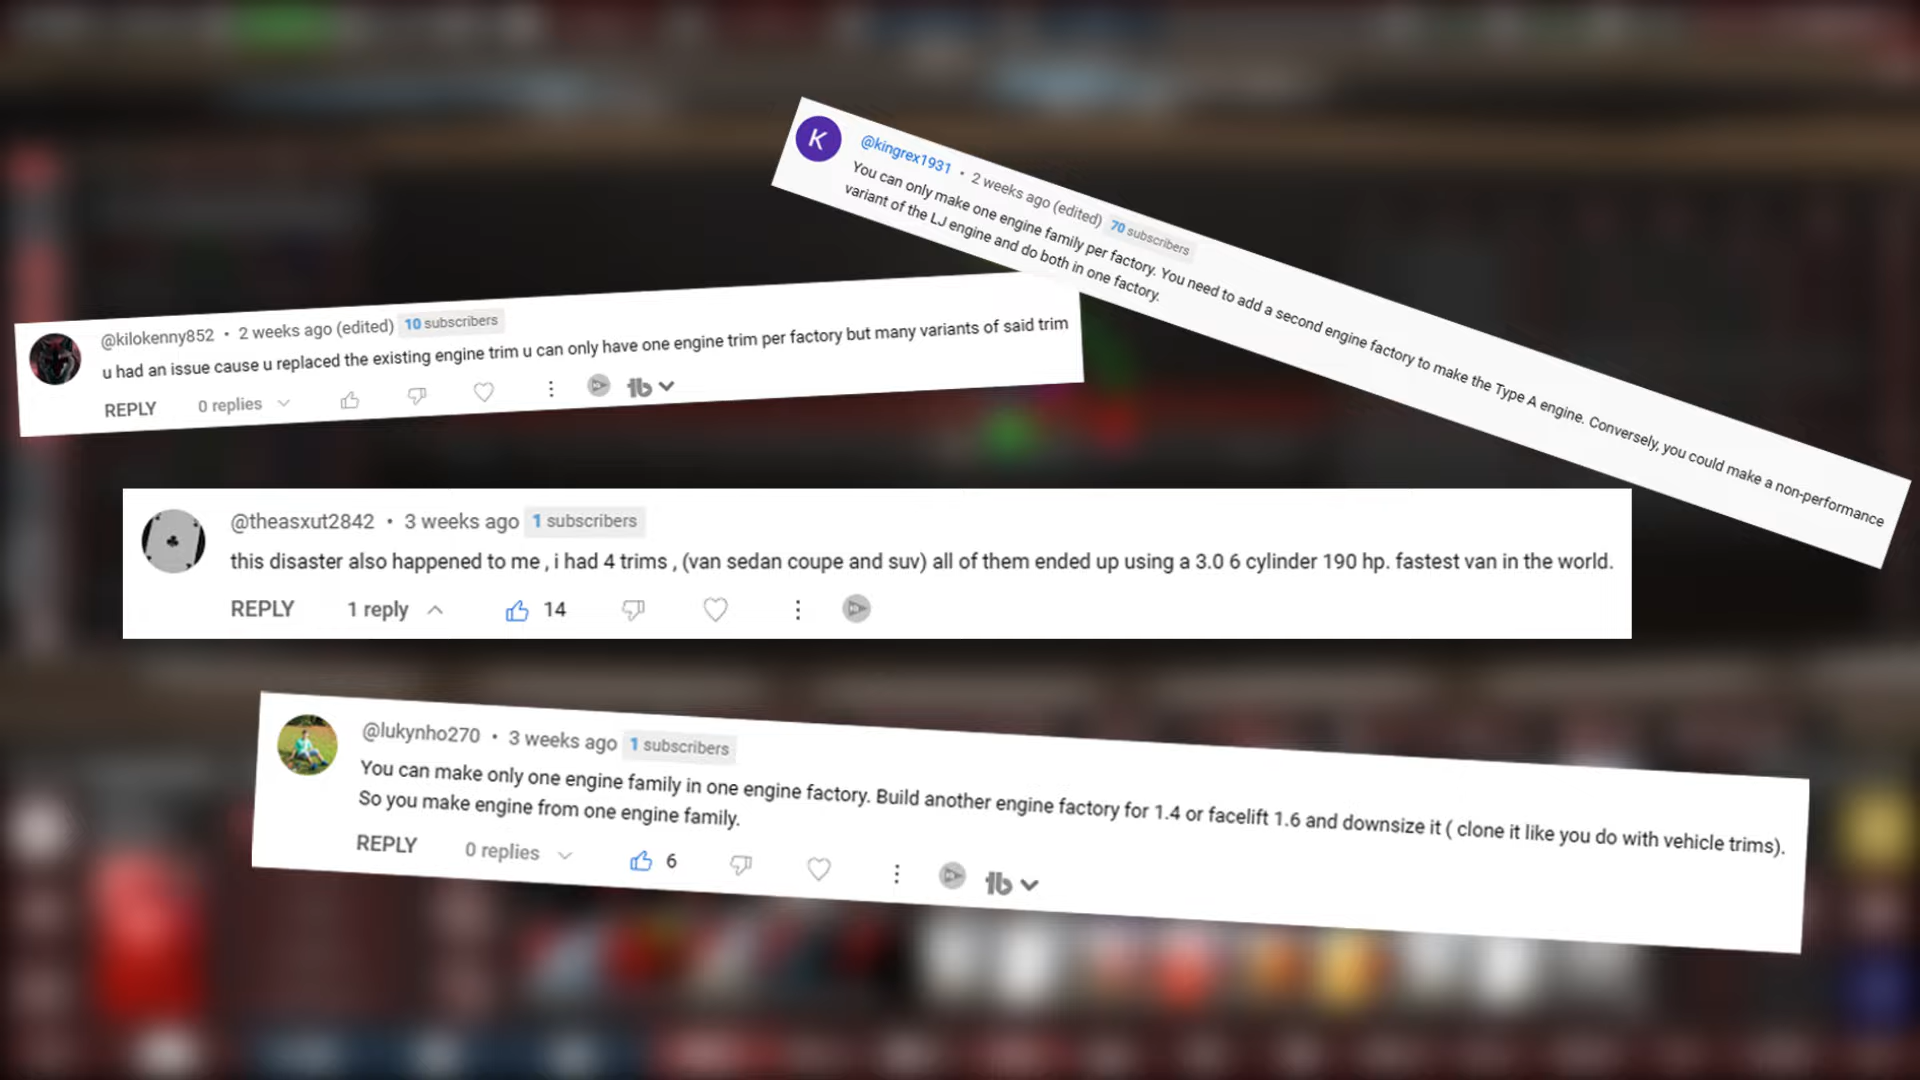 K
@kingrex1931 • 2 weeks ago (edited) 70 subscribers
You can only make one engine family per factory. You need to add a second engine factory to make the Type A engine. Conversely, you could make a non-performance
variant of the LJ engine and do both in one factory.
@kilokenny852 • 2 weeks ago (edited) 10 subscribers
u had an issue cause u replaced the existing engine trim u can only have one engine trim per factory but many variants of said trim
REPLY 0 replies
@theasxut2842 • 3 weeks ago 1 subscribers
this disaster also happened to me , i had 4 trims , (van sedan coupe and suv) all of them ended up using a 3.0 6 cylinder 190 hp. fastest van in the world.
REPLY 1 reply 14
@lukynho270 • 3 weeks ago 1 subscribers
You can make only one engine family in one engine factory. Build another engine factory for 1.4 or facelift 1.6 and downsize it ( clone it like you do with vehicle trims).
So you make engine from one engine family.
REPLY 0 replies 6